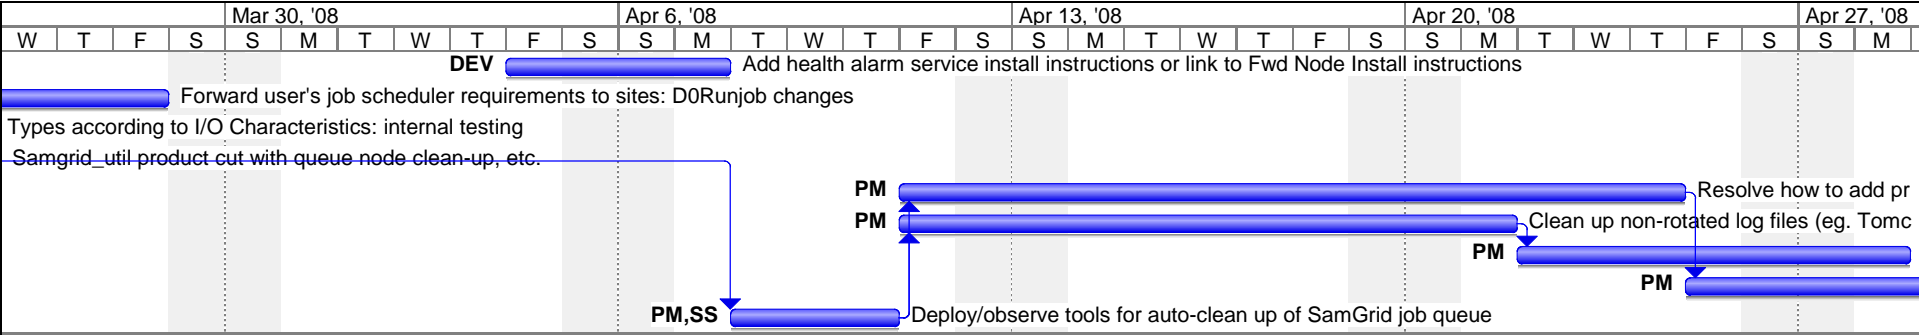 Mar 30, '08 Apr 6, '08 Apr 13, '08 Apr 20, '08 Apr 27, '08
W T F S S M T W T F S S M T W T F S S M T W T F S S M T W T F S S M
DEV Add health alarm service install instructions or link to Fwd Node Install instructions
Forward user's job scheduler requirements to sites: D0Runjob changes
Types according to I/O Characteristics: internal testing
Samgrid_util product cut with queue node clean-up, etc.
PM Resolve how to add pr
PM Clean up non-rotated log files (eg. Tomc
PM
PM
PM,SS Deploy/observe tools for auto-clean up of SamGrid job queue